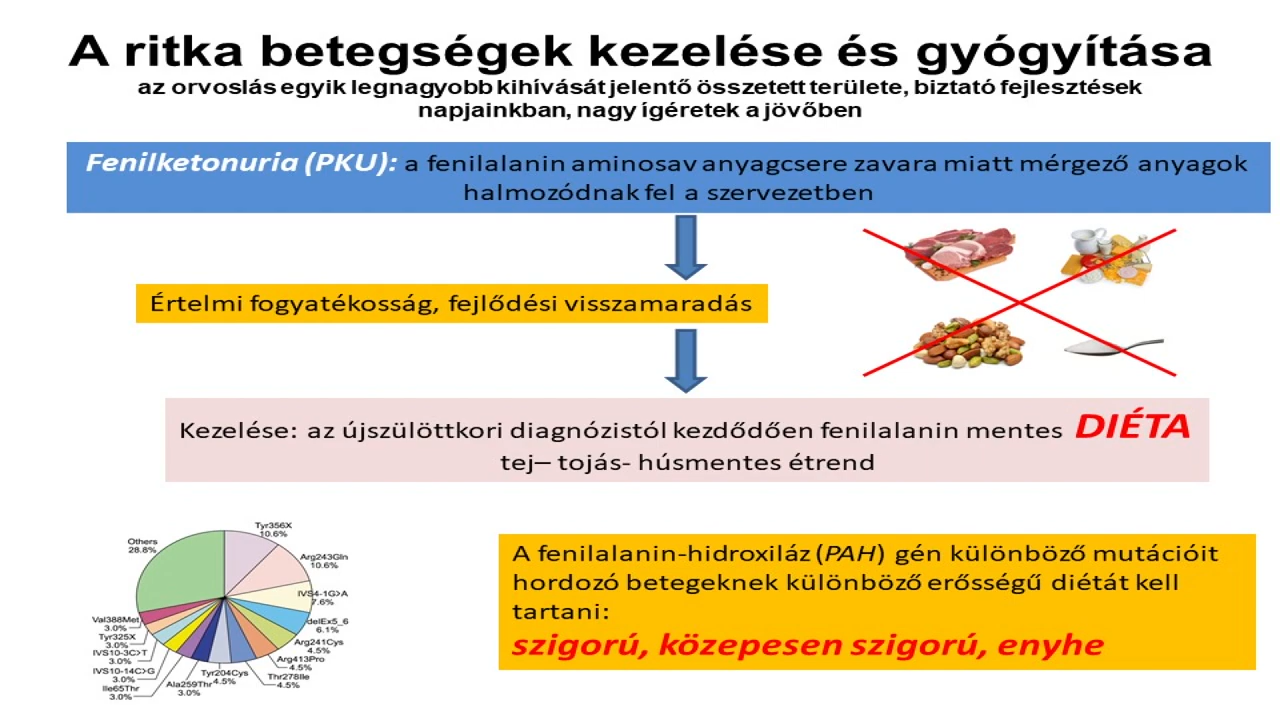 A ritka betegségek kezelése és gyógyítása
az orvoslás egyik legnagyobb kihívását jelentő összetett területe, biztató fejlesztések
napjainkban, nagy ígéretek a jövőben
Fenilketonuria (PKU): a fenilalanin aminosav anyagcsere zavara miatt mérgező anyagok
halmozódnak fel a szervezetben
Értelmi fogyatékosság, fejlődési visszamaradás
Kezelése: az újszülöttkori diagnózistól kezdődően fenilalanin mentes DIÉTA
tej– tojás- húsmentes étrend
Tyr356X
10.6%
Arg243Gln
10.6%
IVS4-1G>A
7.6%
delEx5_6
6.1%
Arg241Cys
4.5%
Arg413Pro
4.5%
Thr278Ile
4.5%
Tyr204Cys
4.5%
Ala259Thr
3.0%
Ile65Thr
3.0%
IVS10-14C>G
3.0%
IVS10-3C>T
3.0%
Tyr325X
3.0%
Val388Met
3.0%
Others
28.8%
A fenilalanin-hidroxiláz (PAH) gén különböző mutációit
hordozó betegeknek különböző erősségű diétát kell
tartani:
szigorú, közepesen szigorú, enyhe